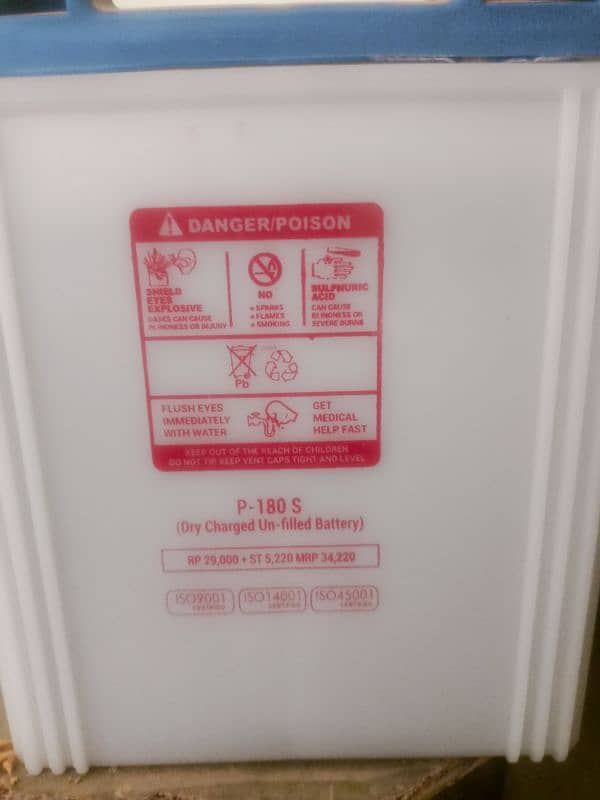 DANGER/POISON
SHIELD
EYES
EXPLOSIVE
GASES CAN CAUSE
BLINDNESS OR INJURY
NO
• SPARKS
• FLAMES
• SMOKING
SULPHURIC
ACID
CAN CAUSE
BLINDNESS OR
SEVERE BURNS
Pb
FLUSH EYES
IMMEDIATELY
WITH WATER
GET
MEDICAL
HELP FAST
KEEP OUT OF THE REACH OF CHILDREN
DO NOT TIP KEEP VENT CAPS TIGHT AND LEVEL
P-180 S
(Dry Charged Un-filled Battery)
RP 29,000 + ST 5,220 MRP 34,220
ISO9001 CERTIFIED
ISO14001 CERTIFIED
ISO45001 CERTIFIED